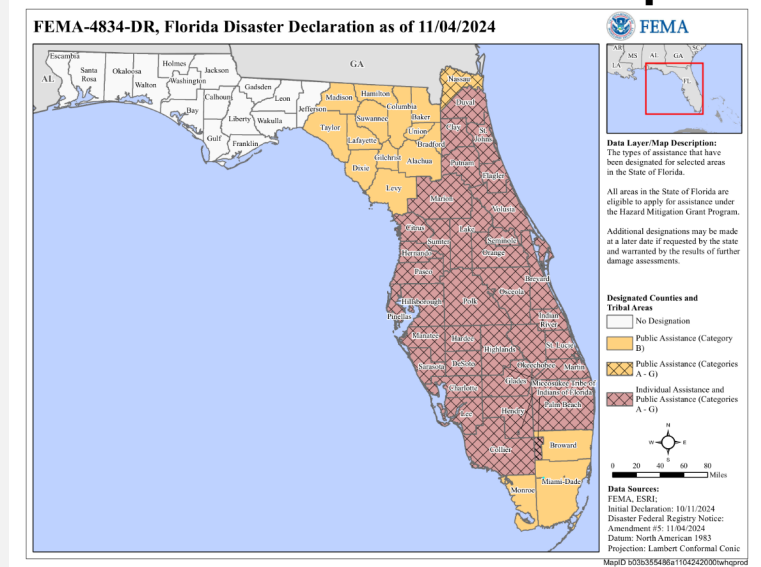 FEMA-4834-DR, Florida Disaster Declaration as of 11/04/2024
FEMA
Escambia
Santa
Rosa
Okaloosa
Walton
Holmes
Washington
Jackson
Bay
Calhoun
Gulf
Gadsden
Liberty
Franklin
Leon
Wakulla
Jefferson
AL
GA
Madison
Taylor
Hamilton
Suwannee
Lafayette
Dixie
Columbia
Gilchrist
Levy
Baker
Union
Bradford
Alachua
Nassau
Duval
Clay
St.
Johns
Putnam
Flagler
Marion
Volusia
Citrus
Sumter
Lake
Seminole
Orange
Hernando
Pasco
Brevard
Osceola
Hillsborough
Pinellas
Polk
Indian
River
Manatee
Hardee
Highlands
St. Lucie
Sarasota
DeSoto
Okeechobee
Martin
Charlotte
Glades
Miccosukee Tribe of
Indians of Florida
Palm Beach
Lee
Hendry
Collier
Broward
Monroe
Miami-Dade
AR
MS
AL
GA
SC
LA
FL
Data Layer/Map Description:
The types of assistance that have
been designated for selected areas
in the State of Florida.
All areas in the State of Florida are
eligible to apply for assistance under
the Hazard Mitigation Grant Program.
Additional designations may be made
at a later date if requested by the state
and warranted by the results of further
damage assessments.
Designated Counties and
Tribal Areas
No Designation
Public Assistance (Category
B)
Public Assistance (Categories
A - G)
Individual Assistance and
Public Assistance (Categories
A - G)
N
W E
S
0 20 40 60 80
Miles
Data Sources:
FEMA, ESRI;
Initial Declaration: 10/11/2024
Disaster Federal Registry Notice:
Amendment #5: 11/04/2024
Datum: North American 1983
Projection: Lambert Conformal Conic
MapID b03b355486a1104242000twhqprod